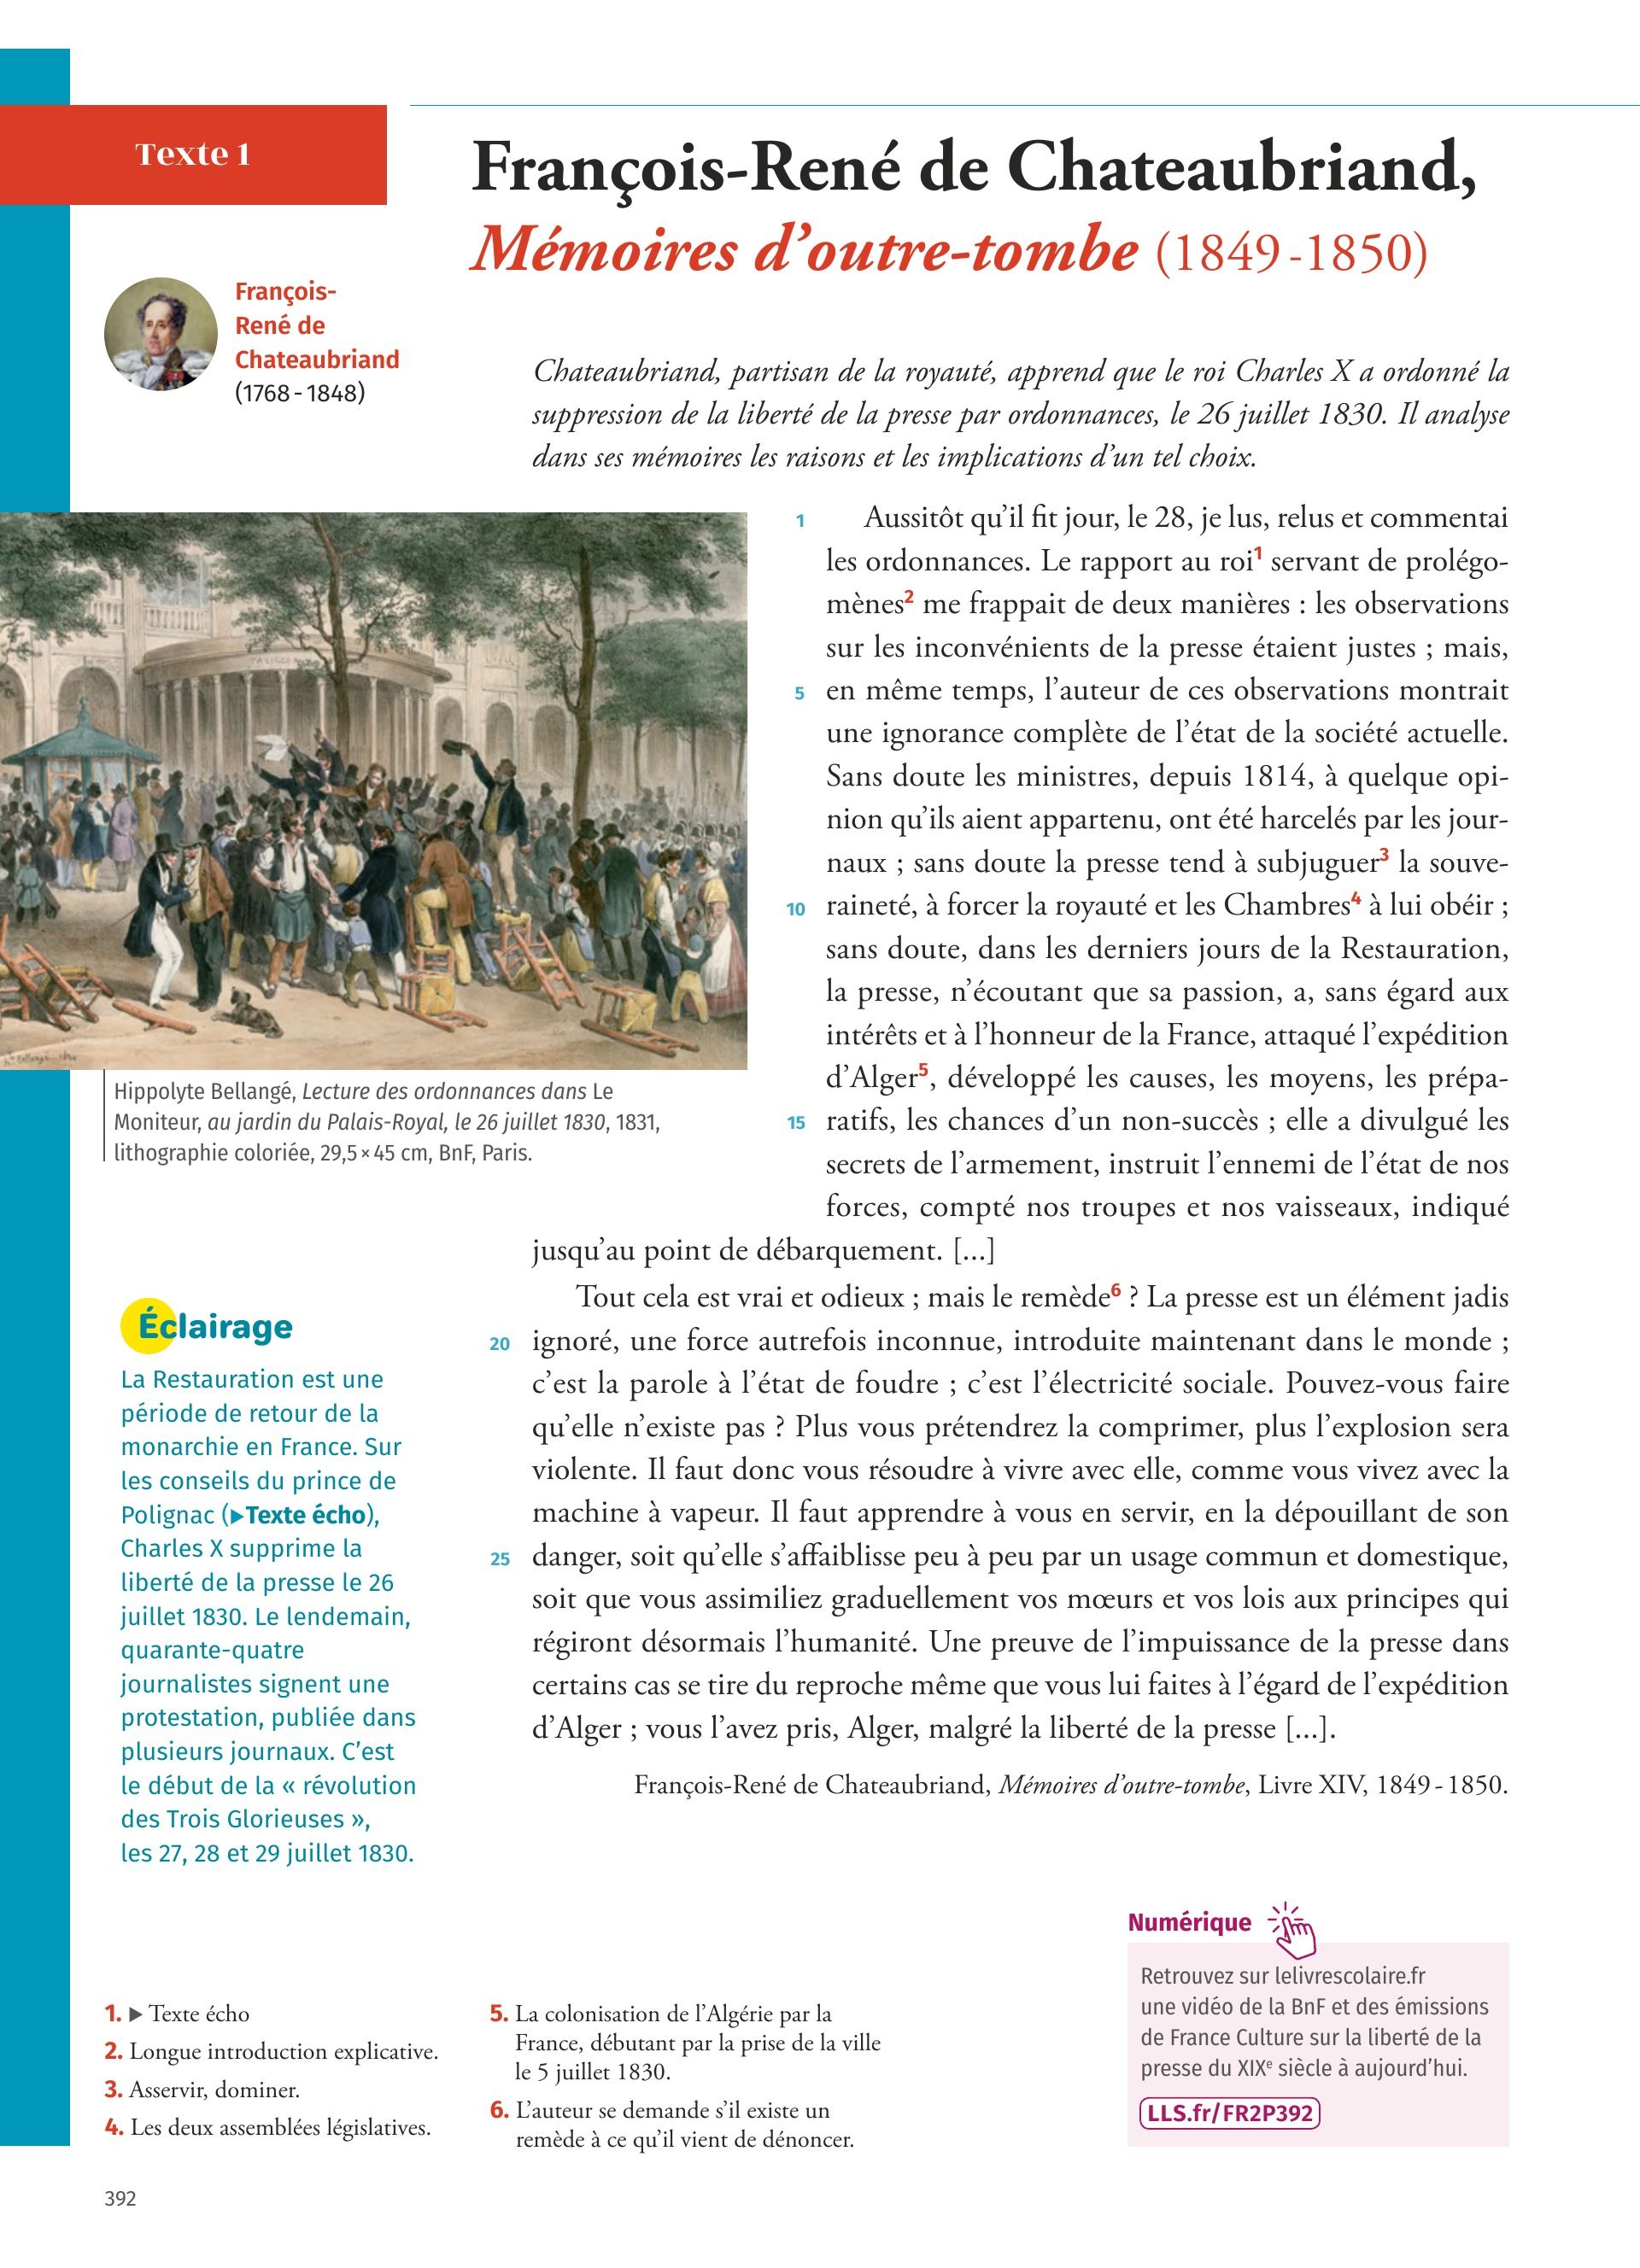 Texte 1
François-René de Chateaubriand,
Mémoires d'outre-tombe (1849-1850)
François-
René de
Chateaubriand
(1768-1848)
Chateaubriand, partisan de la royauté, apprend que le roi Charles X a ordonné la
suppression de la liberté de la presse par ordonnances, le 26 juillet 1830. Il analyse
dans ses mémoires les raisons et les implications d'un tel choix.
1 Aussitôt qu'il fit jour, le 28, je lus, relus et commentai
les ordonnances. Le rapport au roi1 servant de prolégo-
mènes2 me frappait de deux manières : les observations
sur les inconvénients de la presse étaient justes ; mais,
5 en même temps, l'auteur de ces observations montrait
une ignorance complète de l'état de la société actuelle.
Sans doute les ministres, depuis 1814, à quelque opi-
nion qu'ils aient appartenu, ont été harcelés par les jour-
naux ; sans doute la presse tend à subjuguer3 la souve-
10 raineté, à forcer la royauté et les Chambres4 à lui obéir ;
sans doute, dans les derniers jours de la Restauration,
la presse, n'écoutant que sa passion, a, sans égard aux
intérêts et à l'honneur de la France, attaqué l'expédition
d'Alger5, développé les causes, les moyens, les prépa-
15 ratifs, les chances d'un non-succès ; elle a divulgué les
secrets de l'armement, instruit l'ennemi de l'état de nos
forces, compté nos troupes et nos vaisseaux, indiqué
jusqu'au point de débarquement. [...]
Tout cela est vrai et odieux ; mais le remède6 ? La presse est un élément jadis
20 ignoré, une force autrefois inconnue, introduite maintenant dans le monde ;
c'est la parole à l'état de foudre ; c'est l'électricité sociale. Pouvez-vous faire
qu'elle n'existe pas ? Plus vous prétendrez la comprimer, plus l'explosion sera
violente. Il faut donc vous résoudre à vivre avec elle, comme vous vivez avec la
machine à vapeur. Il faut apprendre à vous en servir, en la dépouillant de son
25 danger, soit qu'elle s'affaiblisse peu à peu par un usage commun et domestique,
soit que vous assimiliez graduellement vos mœurs et vos lois aux principes qui
régiront désormais l'humanité. Une preuve de l'impuissance de la presse dans
certains cas se tire du reproche même que vous lui faites à l'égard de l'expédition
d'Alger ; vous l'avez pris, Alger, malgré la liberté de la presse [...].
François-René de Chateaubriand, Mémoires d'outre-tombe, Livre XIV, 1849-1850.
Hippolyte Bellangé, Lecture des ordonnances dans Le
Moniteur, au jardin du Palais-Royal, le 26 juillet 1830, 1831,
lithographie coloriée, 29,5 × 45 cm, BnF, Paris.
Éclairage
La Restauration est une
période de retour de la
monarchie en France. Sur
les conseils du prince de
Polignac (▶Texte écho),
Charles X supprime la
liberté de la presse le 26
juillet 1830. Le lendemain,
quarante-quatre
journalistes signent une
protestation, publiée dans
plusieurs journaux. C'est
le début de la « révolution
des Trois Glorieuses »,
les 27, 28 et 29 juillet 1830.
1. ▶ Texte écho
2. Longue introduction explicative.
3. Asservir, dominer.
4. Les deux assemblées législatives.
5. La colonisation de l'Algérie par la
France, débutant par la prise de la ville
le 5 juillet 1830.
6. L'auteur se demande s'il existe un
remède à ce qu'il vient de dénoncer.
Numérique
Retrouvez sur lelivrescolaire.fr
une vidéo de la BnF et des émissions
de France Culture sur la liberté de la
presse du XIXe siècle à aujourd'hui.
LLS.fr/FR2P392
392